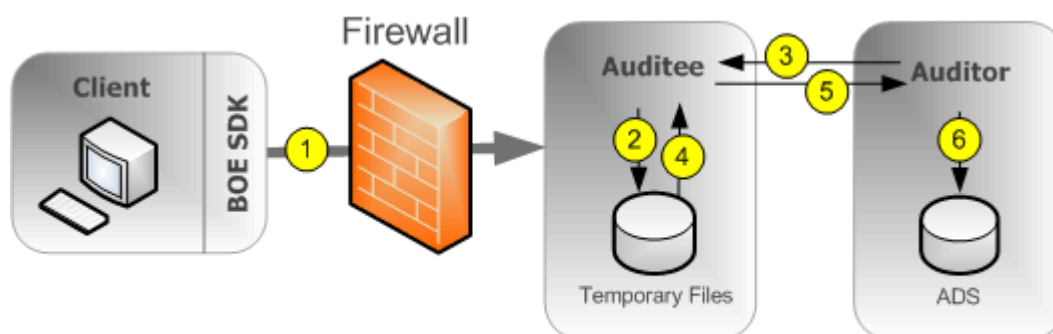 Firewall
Client
BOE SDK
1
Auditee
3
5
Auditor
2
4
6
Temporary Files
ADS